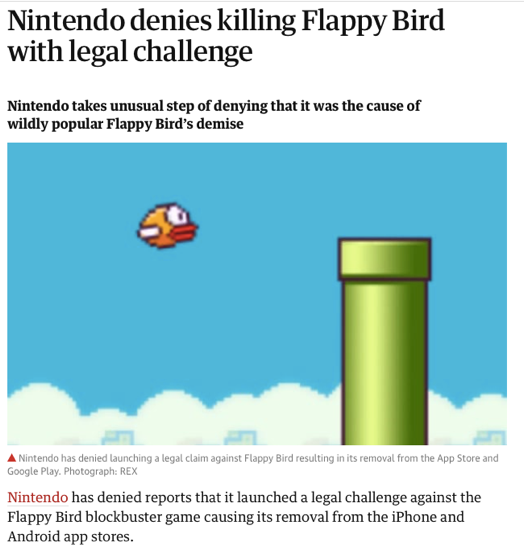 Nintendo denies killing Flappy Bird
with legal challenge
Nintendo takes unusual step of denying that it was the cause of
wildly popular Flappy Bird’s demise
▲ Nintendo has denied launching a legal claim against Flappy Bird resulting in its removal from the App Store and
Google Play. Photograph: REX
Nintendo has denied reports that it launched a legal challenge against the
Flappy Bird blockbuster game causing its removal from the iPhone and
Android app stores.